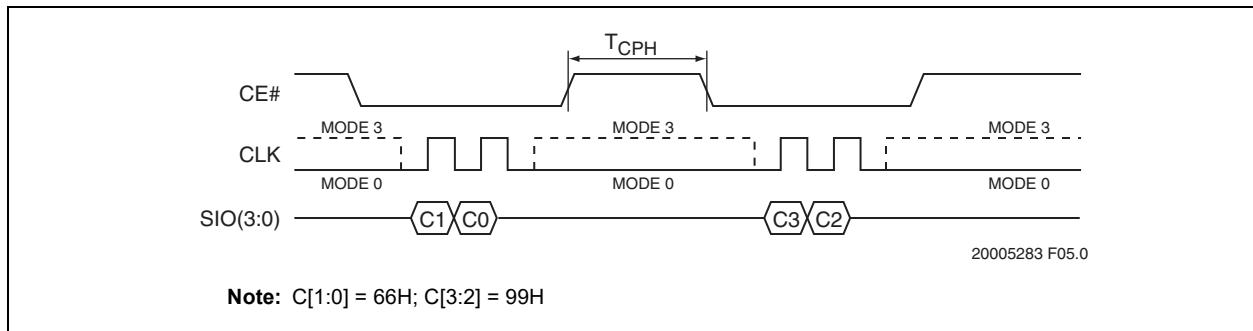 TCPH
CE#
MODE 3 MODE 3 MODE 3
CLK
MODE 0 MODE 0 MODE 0
SIO(3:0) C1 C0 C3 C2
20005283 F05.0
Note: C[1:0] = 66H; C[3:2] = 99H